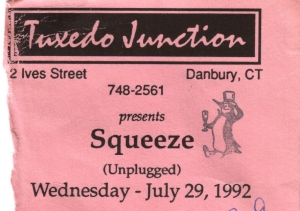 Tuxedo Junction
2 Ives Street Danbury, CT
748-2561
presents
Squeeze
(Unplugged)
Wednesday - July 29, 1992